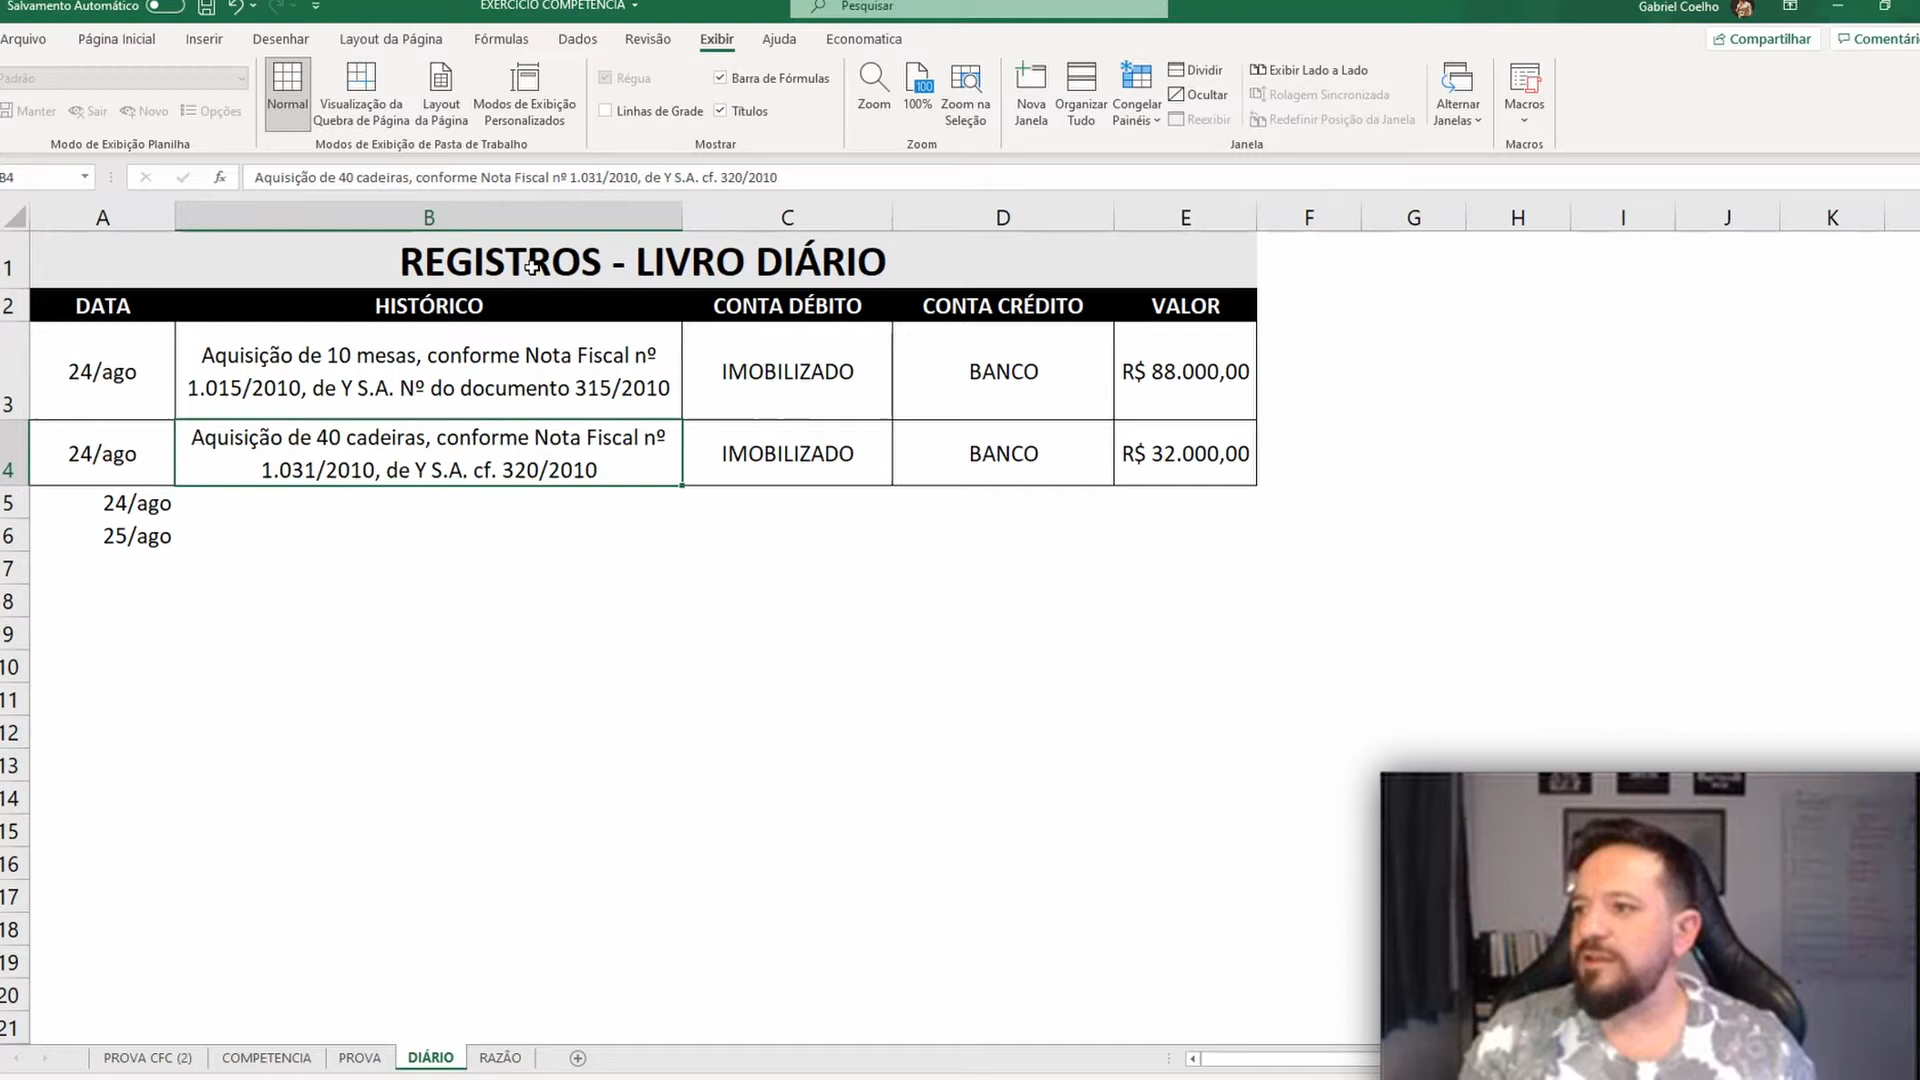 Salvamento Automático
EXERCÍCIO COMPETÊNCIA
Pesquisar
Gabriel Coelho
Arquivo
Página Inicial
Inserir
Desenhar
Layout da Página
Fórmulas
Dados
Revisão
Exibir
Ajuda
Economatica
Compartilhar
Comentári
Padrão
Manter
Sair
Novo
Opções
Modo de Exibição Planilha
Normal
Visualização da
Quebra de Página
Layout
da Página
Modos de Exibição
Personalizados
Modos de Exibição de Pasta de Trabalho
Régua
Barra de Fórmulas
Linhas de Grade
Títulos
Mostrar
Zoom
100
100%
Zoom na
Seleção
Zoom
Nova
Janela
Organizar
Tudo
Congelar
Painéis
Dividir
Ocultar
Reexibir
Exibir Lado a Lado
Rolagem Sincronizada
Redefinir Posição da Janela
Alternar
Janelas
Janela
Macros
Macros
B4
fx
Aquisição de 40 cadeiras, conforme Nota Fiscal nº 1.031/2010, de Y S.A. cf. 320/2010
A B C D E F G H I J K
1 REGISTROS - LIVRO DIÁRIO
2 DATA HISTÓRICO CONTA DÉBITO CONTA CRÉDITO VALOR
Aquisição de 10 mesas, conforme Nota Fiscal nº
24/ago IMOBILIZADO BANCO R$ 88.000,00
1.015/2010, de Y S.A. Nº do documento 315/2010
3
Aquisição de 40 cadeiras, conforme Nota Fiscal nº
24/ago IMOBILIZADO BANCO R$ 32.000,00
4 1.031/2010, de Y S.A. cf. 320/2010
5 24/ago
6 25/ago
7
8
9
10
11
12
13
14
15
16
17
18
19
20
21
PROVA CFC (2)
COMPETENCIA
PROVA
DIÁRIO
RAZÃO